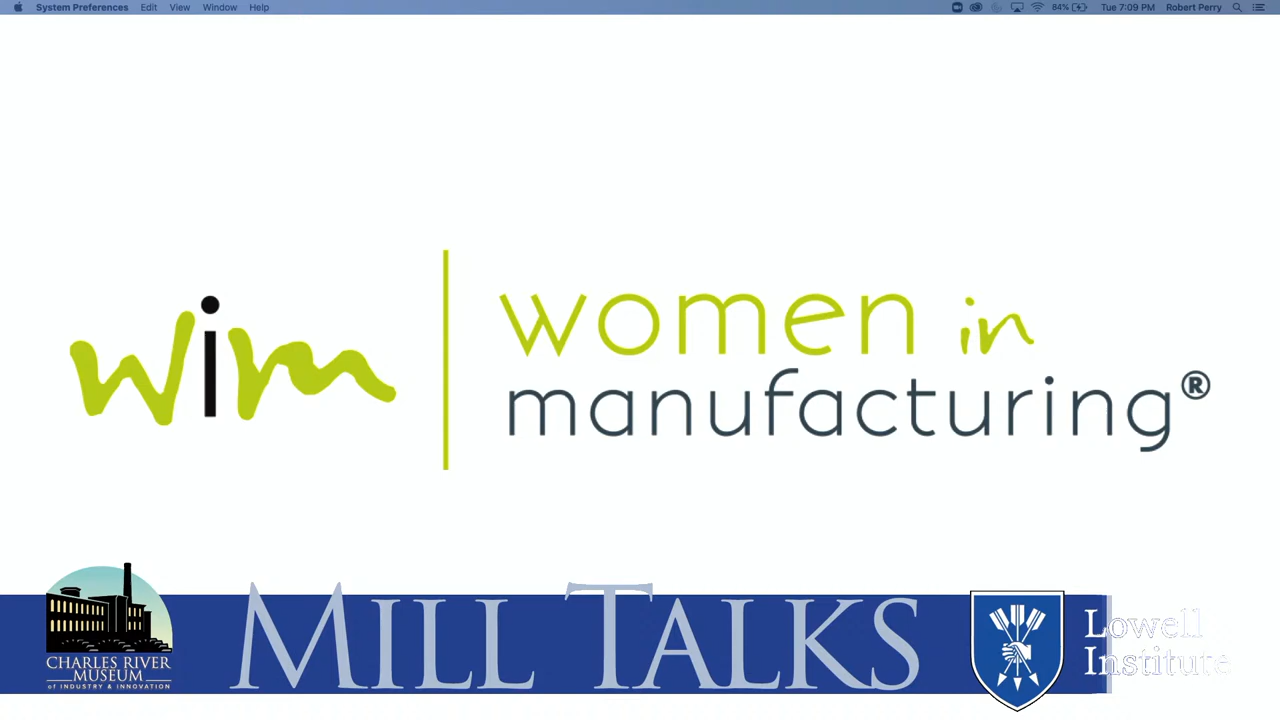 System Preferences Edit View Window Help 84% Tue 7:09 PM Robert Perry
wim
women in
manufacturing®
MILL TALKS
CHARLES RIVER
MUSEUM
of INDUSTRY & INNOVATION
Lowell
Institute